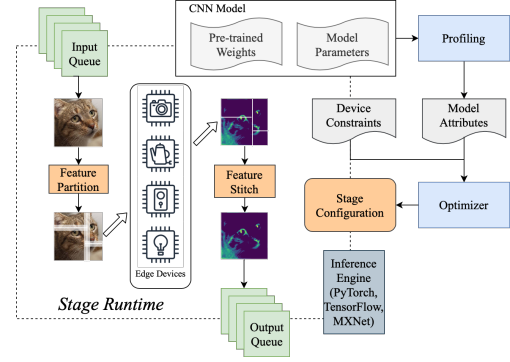 CNN Model
Input
Queue
Pre-trained
Weights
Model
Parameters
Profiling
Device
Constraints
Model
Attributes
Feature
Partition
Feature
Stitch
Stage
Configuration
Optimizer
Edge Devices
Inference
Engine
(PyTorch,
TensorFlow,
MXNet)
Stage Runtime
Output
Queue